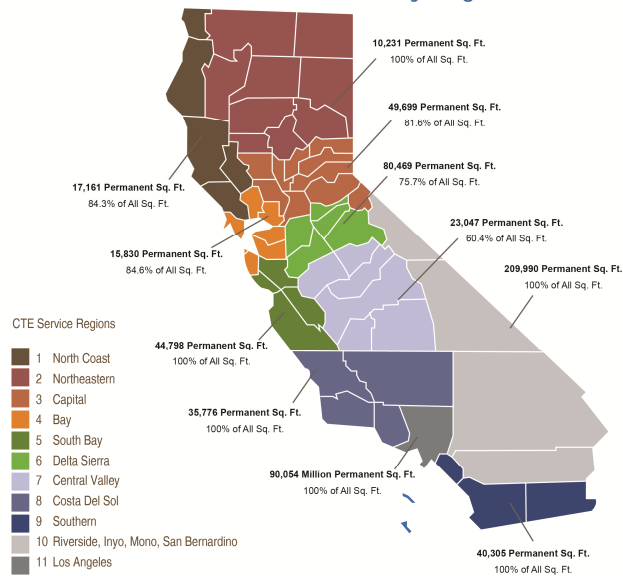 10,231 Permanent Sq. Ft.
100% of All Sq. Ft.
49,699 Permanent Sq. Ft.
81.6% of All Sq. Ft.
80,469 Permanent Sq. Ft.
75.7% of All Sq. Ft.
17,161 Permanent Sq. Ft.
84.3% of All Sq. Ft.
23,047 Permanent Sq. Ft.
60.4% of All Sq. Ft.
15,830 Permanent Sq. Ft.
84.6% of All Sq. Ft.
209,990 Permanent Sq. Ft.
100% of All Sq. Ft.
44,798 Permanent Sq. Ft.
100% of All Sq. Ft.
35,776 Permanent Sq. Ft.
100% of All Sq. Ft.
90,054 Million Permanent Sq. Ft.
100% of All Sq. Ft.
40,305 Permanent Sq. Ft.
100% of All Sq. Ft.
CTE Service Regions
1 North Coast
2 Northeastern
3 Capital
4 Bay
5 South Bay
6 Delta Sierra
7 Central Valley
8 Costa Del Sol
9 Southern
10 Riverside, Inyo, Mono, San Bernardino
11 Los Angeles